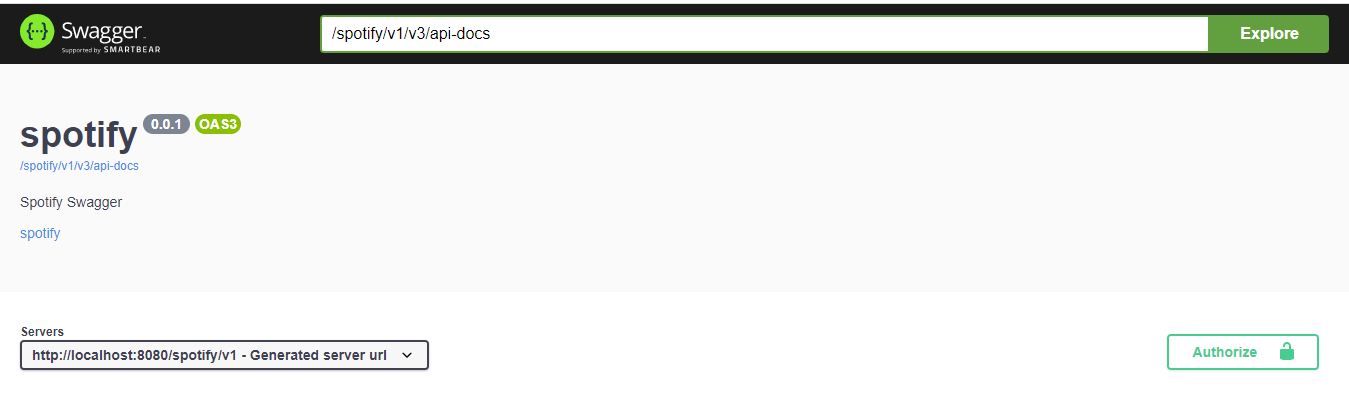 Swagger
Supported by SMARTBEAR
/spotify/v1/v3/api-docs
Explore
spotify 0.0.1 OAS3
/spotify/v1/v3/api-docs
Spotify Swagger
spotify
Servers
http://localhost:8080/spotify/v1 - Generated server url
Authorize